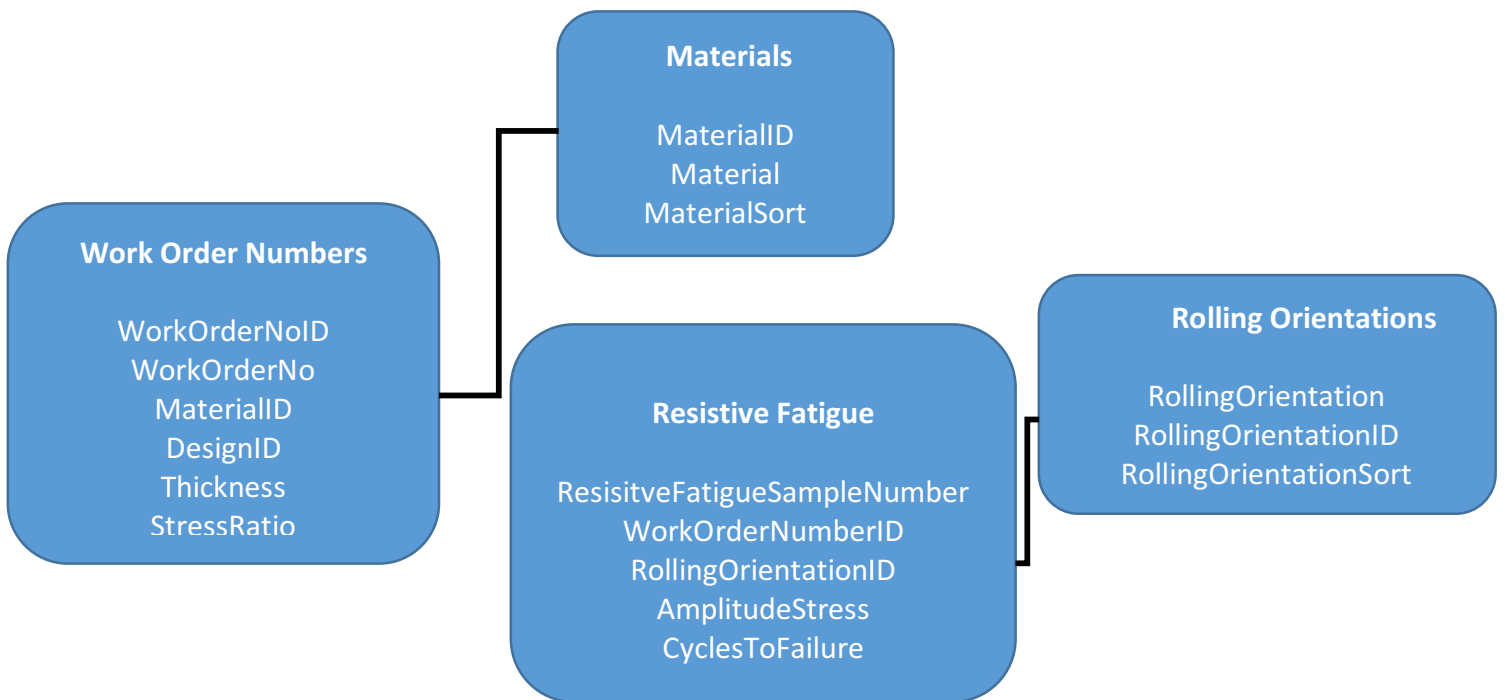 Materials
MaterialID
Material
MaterialSort
Work Order Numbers
WorkOrderNoID
WorkOrderNo
MaterialID
DesignID
Thickness
StressRatio
Resistive Fatigue
ResisitveFatigueSampleNumber
WorkOrderNumberID
RollingOrientationID
AmplitudeStress
CyclesToFailure
Rolling Orientations
RollingOrientation
RollingOrientationID
RollingOrientationSort